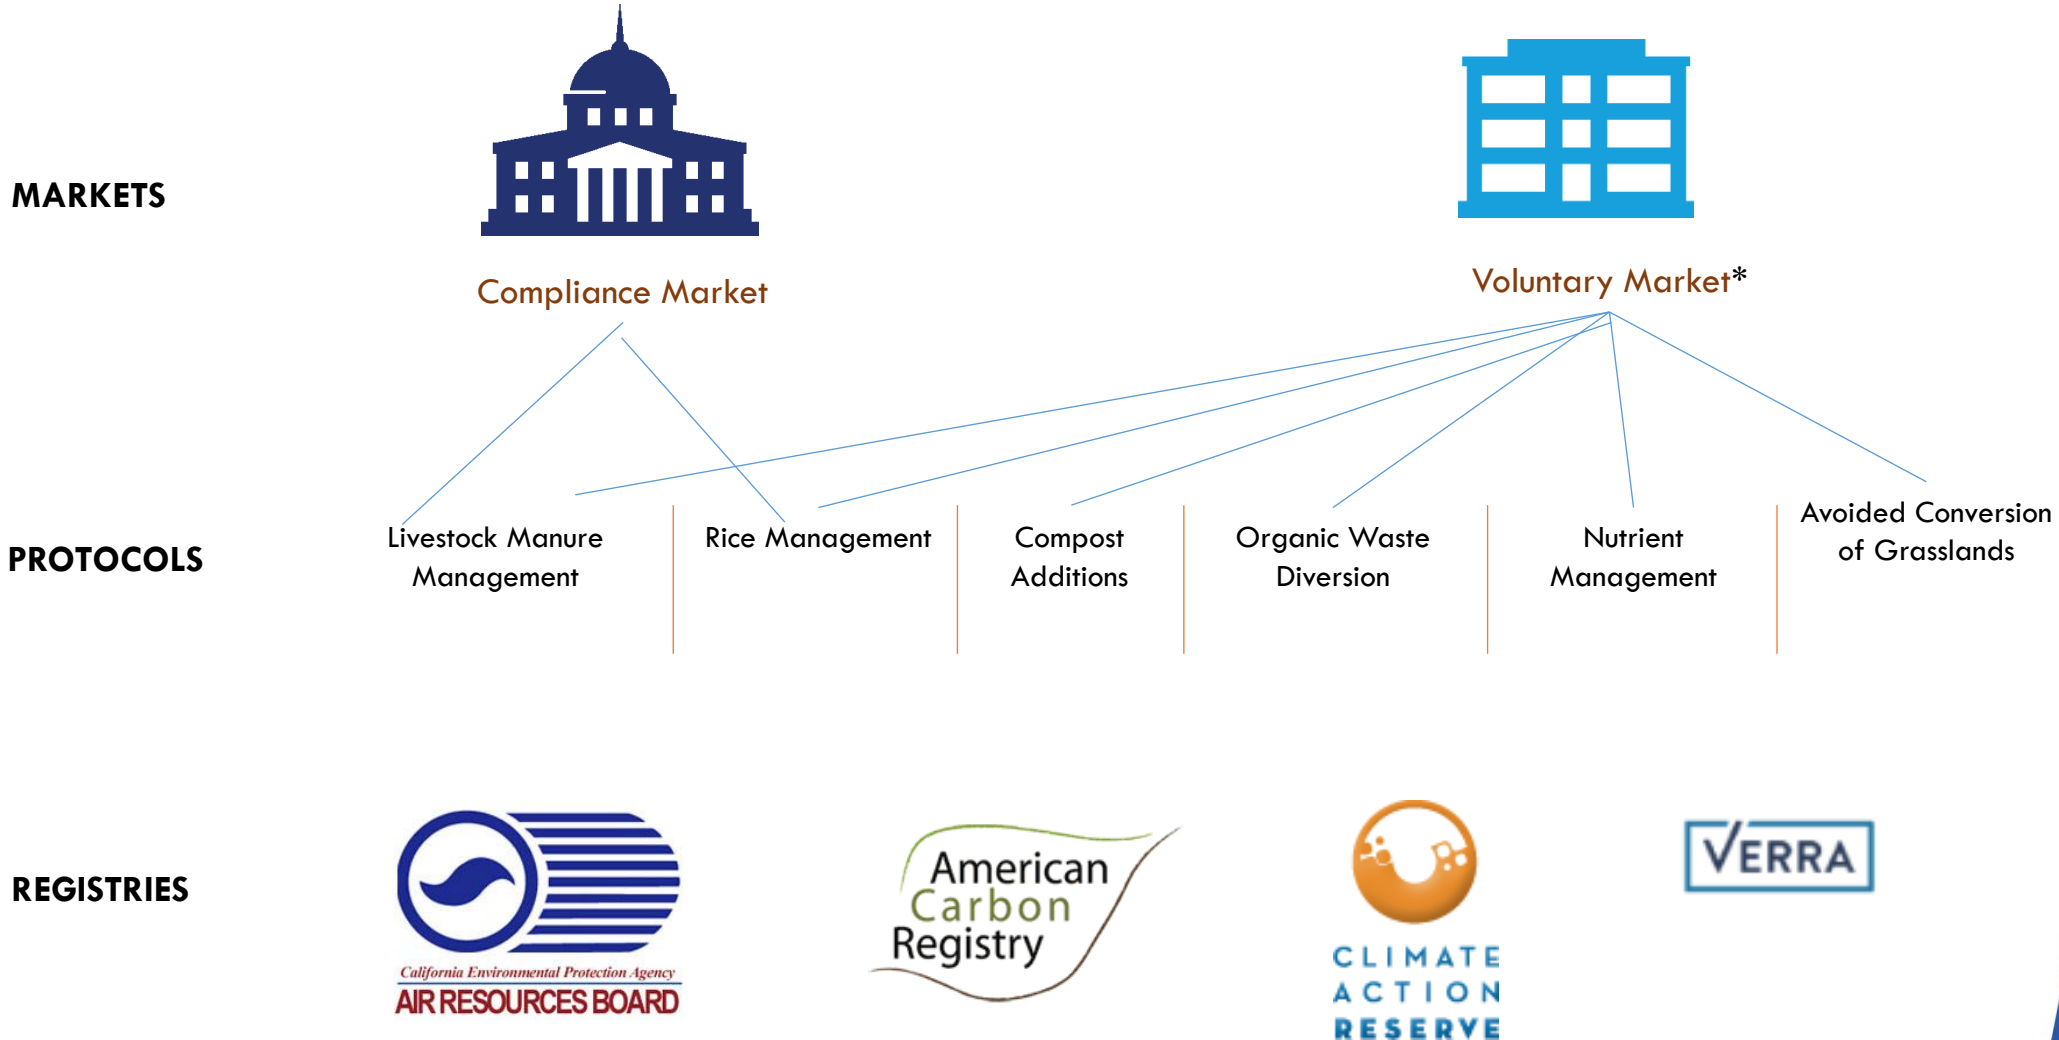 MARKETS
Compliance Market
Voluntary Market*
PROTOCOLS
Livestock Manure
Management
Rice Management
Compost
Additions
Organic Waste
Diversion
Nutrient
Management
Avoided Conversion
of Grasslands
REGISTRIES
California Environmental Protection Agency
AIR RESOURCES BOARD
American
Carbon
Registry
CLIMATE
ACTION
RESERVE
VERRA